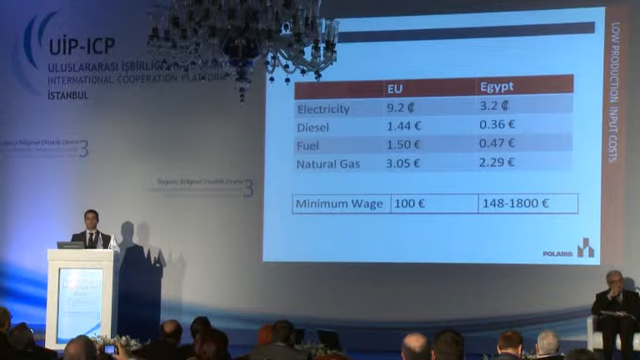 UİP-ICP
ULUSLARARASI İŞBİRLİĞİ
INTERNATIONAL COOPERATION PLATFORM
İSTANBUL
3
3
LOW PRODUCTION INPUT COSTS
EU Egypt
Electricity 9.2 ₡ 3.2 ₡
Diesel 1.44 € 0.36 €
Fuel 1.50 € 0.47 €
Natural Gas 3.05 € 2.29 €
Minimum Wage 100 € 148-1800 €
POLARIS